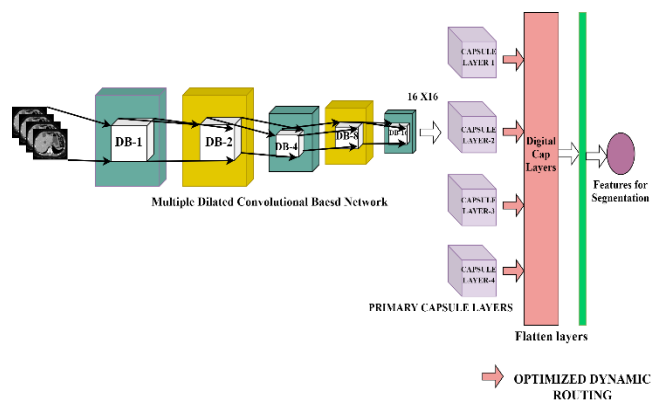 DB-1
DB-2
DB-4
DB-8
DB-16
16 X16
Multiple Dilated Convolutional Baesd Network
CAPSULE
LAYER 1
CAPSULE
LAYER-2
CAPSULE
LAYER-3
CAPSULE
LAYER-4
PRIMARY CAPSULE LAYERS
Digital
Cap
Layers
Flatten layers
Features for
Segmentation
OPTIMIZED DYNAMIC
ROUTING